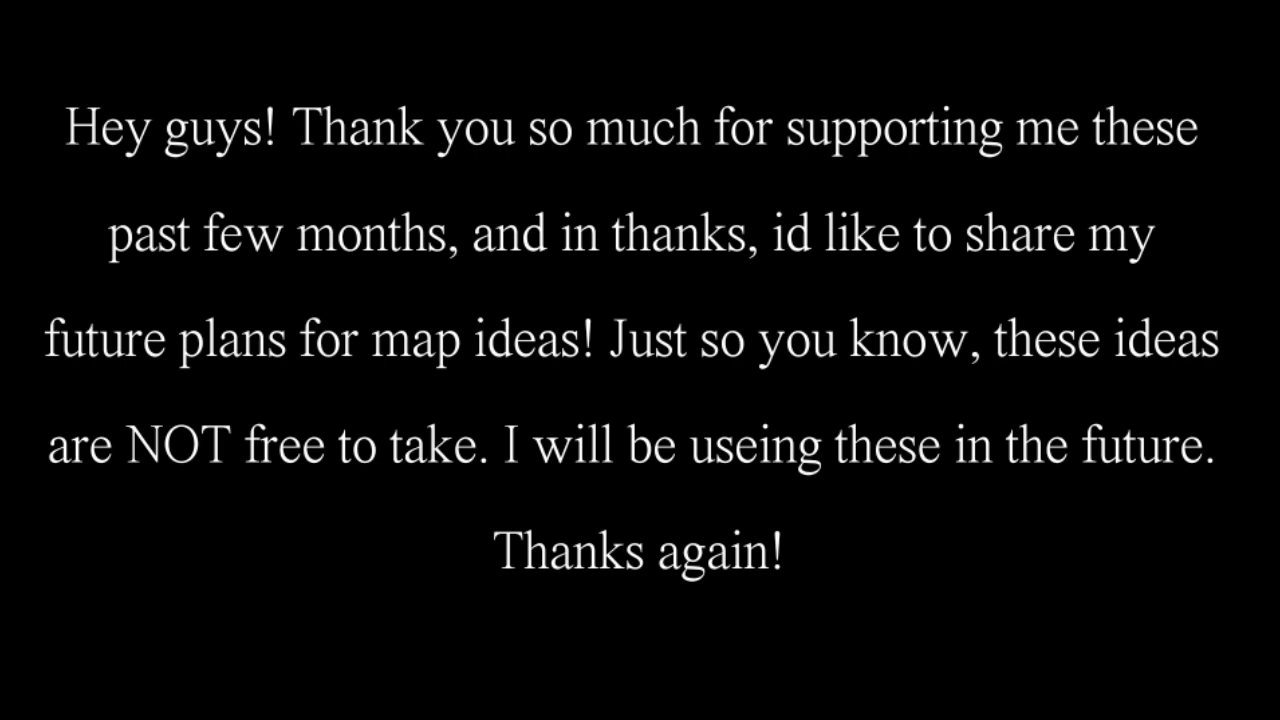 Hey guys! Thank you so much for supporting me these
past few months, and in thanks, id like to share my
future plans for map ideas! Just so you know, these ideas
are NOT free to take. I will be useing these in the future.
Thanks again!